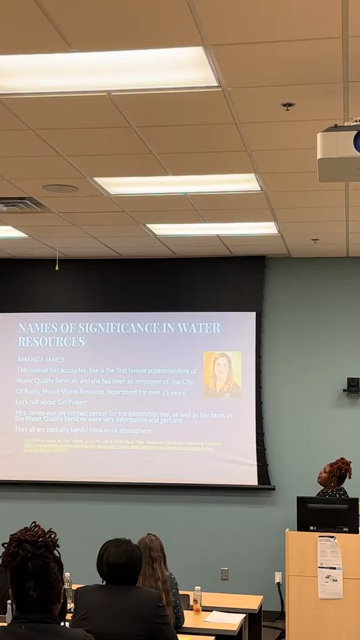 NAMES OF SIGNIFICANCE IN WATER
RESOURCES
AMANDA JAMES
This woman has accolades. She is the first female superintendent of
Water Quality Services and she has been an employee of the City
Of Rocky Mount Water Resource department for over 25 years.
Let's talk about Girl Power!
Mrs. James was my contact person for the externship; her as well as her team at
the Water Quality Services were very informative and genuine.
They all are basically family! Ideal work atmosphere.